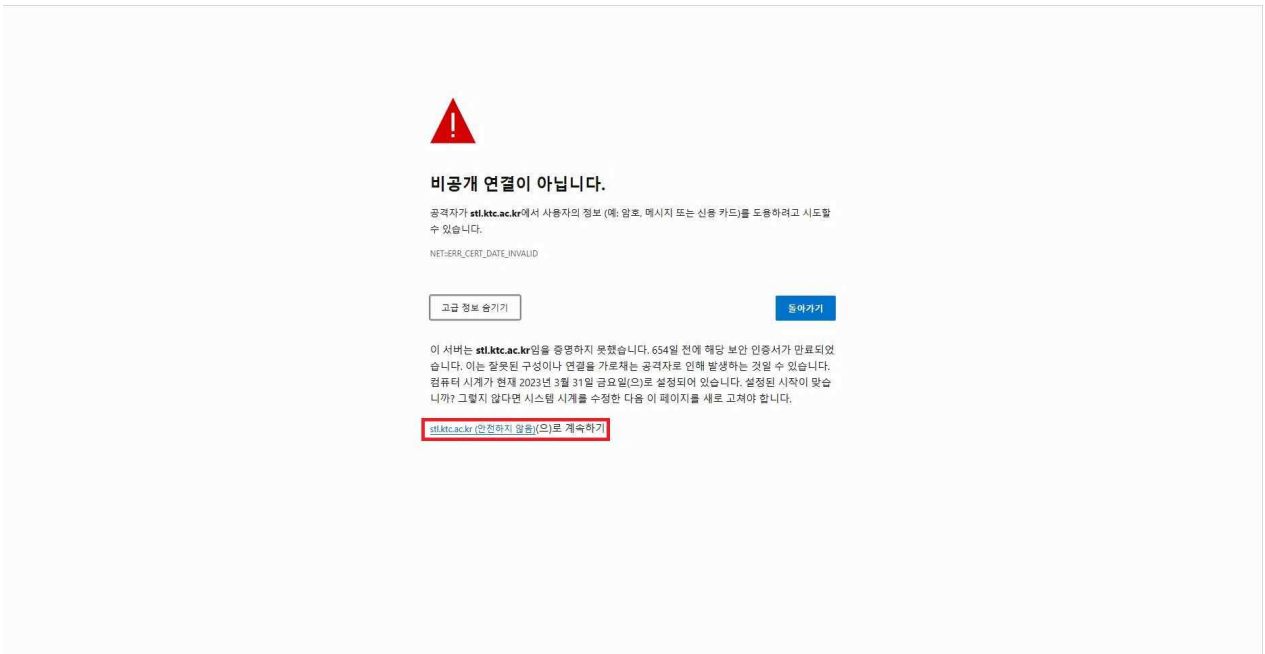 !
비공개 연결이 아닙니다.
공격자가 stl.ktc.ac.kr에서 사용자의 정보 (예: 암호, 메시지 또는 신용 카드)를 도용하려고 시도할
수 있습니다.
NET::ERR_CERT_DATE_INVALID
고급 정보 숨기기
돌아가기
이 서버는 stl.ktc.ac.kr임을 증명하지 못했습니다. 654일 전에 해당 보안 인증서가 만료되었
습니다. 이는 잘못된 구성이나 연결을 가로채는 공격자로 인해 발생하는 것일 수 있습니다.
컴퓨터 시계가 현재 2023년 3월 31일 금요일(으)로 설정되어 있습니다. 설정된 시작이 맞습
니까? 그렇지 않다면 시스템 시계를 수정한 다음 이 페이지를 새로 고쳐야 합니다.
stl.ktc.ac.kr (안전하지 않음)(으)로 계속하기